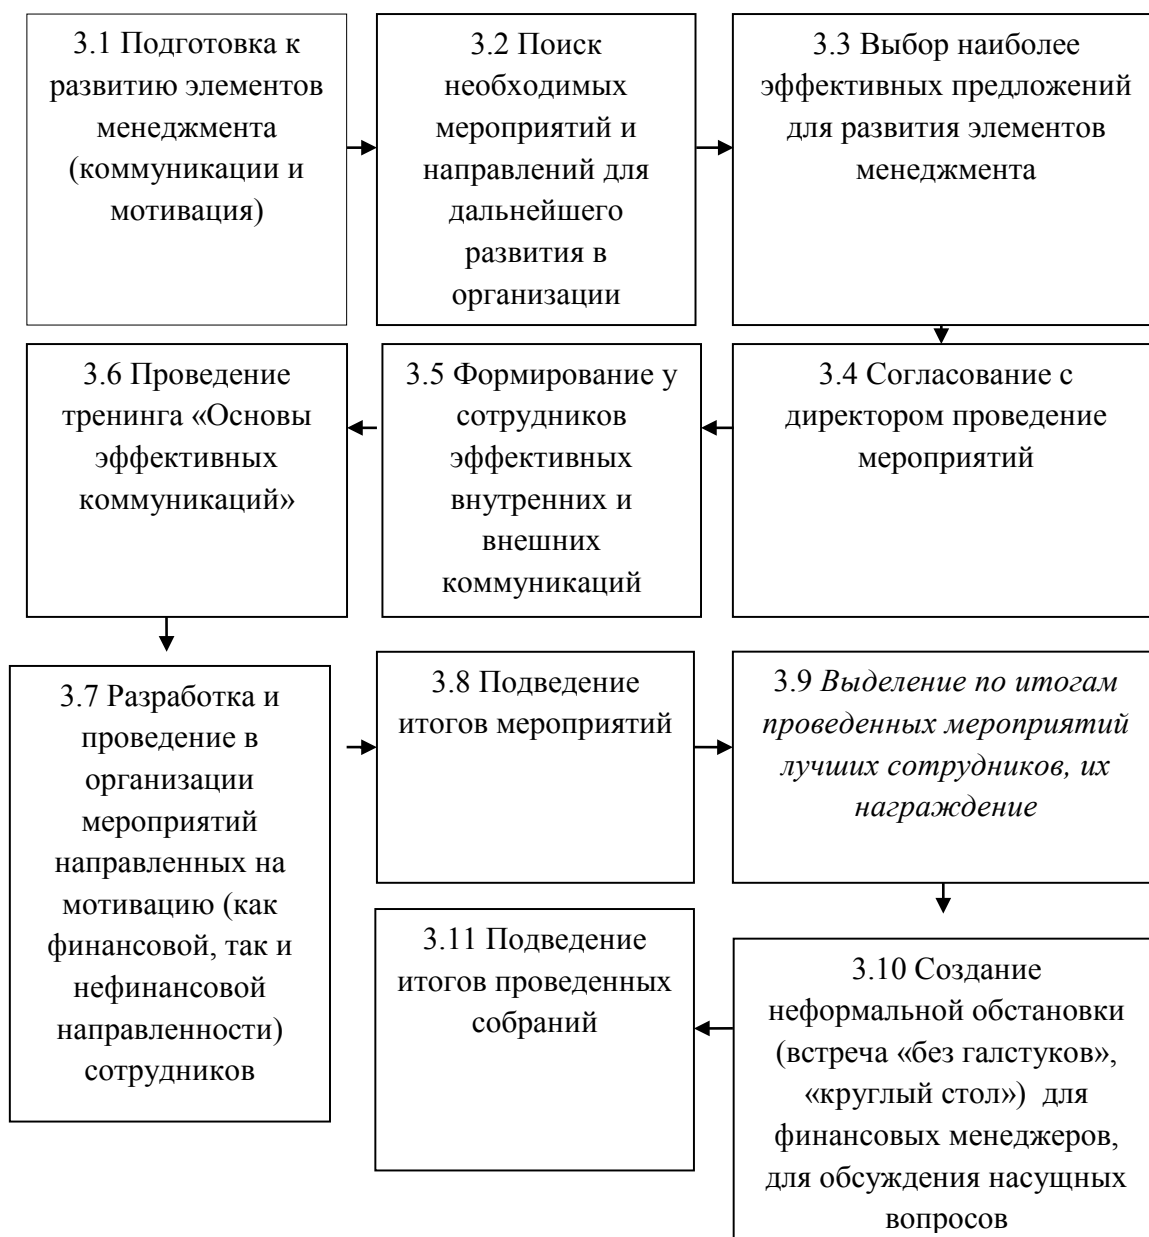 3.1 Подготовка к
развитию элементов
менеджмента
(коммуникации и
мотивация)
3.2 Поиск
необходимых
мероприятий и
направлений для
дальнейшего
развития в
организации
3.3 Выбор наиболее
эффективных предложений
для развития элементов
менеджмента
3.4 Согласование с
директором проведение
мероприятий
3.5 Формирование у
сотрудников
эффективных
внутренних и
внешних
коммуникаций
3.6 Проведение
тренинга «Основы
эффективных
коммуникаций»
3.7 Разработка и
проведение в
организации
мероприятий
направленных на
мотивацию (как
финансовой, так и
нефинансовой
направленности)
сотрудников
3.8 Подведение
итогов мероприятий
3.9 Выделение по итогам
проведенных мероприятий
лучших сотрудников, их
награждение
3.10 Создание
неформальной обстановки
(встреча «без галстуков»,
«круглый стол») для
финансовых менеджеров,
для обсуждения насущных
вопросов
3.11 Подведение
итогов проведенных
собраний